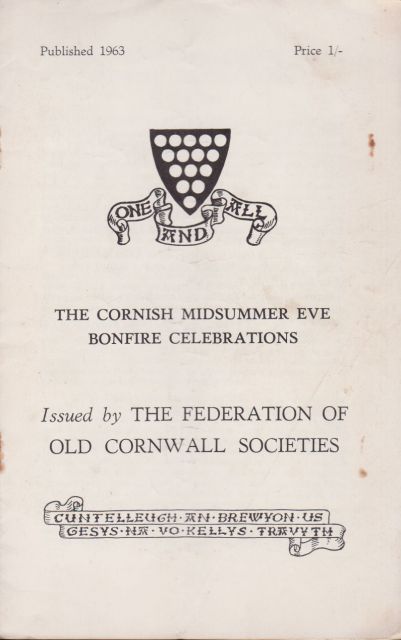 Published 1963 Price 1/-
ONE AND ALL
THE CORNISH MIDSUMMER EVE
BONFIRE CELEBRATIONS
Issued by THE FEDERATION OF
OLD CORNWALL SOCIETIES
CUNTELLEUGH·AN·BREWYON·US
GESYS·NA·VO·KELLYS·TRAVYTH